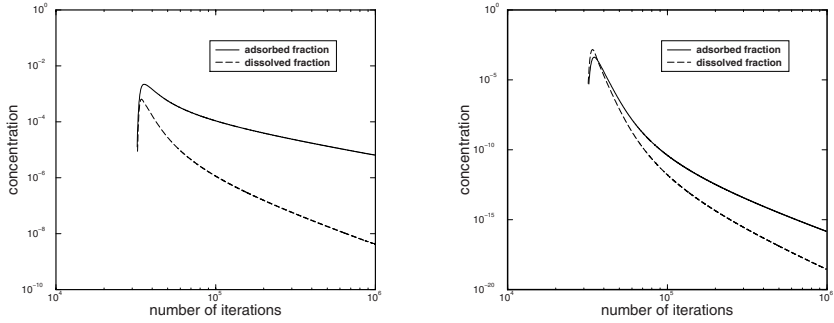 10^0
10^-2
10^-4
10^-6
10^-8
10^-10
concentration
adsorbed fraction
dissolved fraction
10^4
10^5
10^6
number of iterations
10^0
10^-5
10^-10
10^-15
10^-20
concentration
adsorbed fraction
dissolved fraction
10^4
10^5
10^6
number of iterations